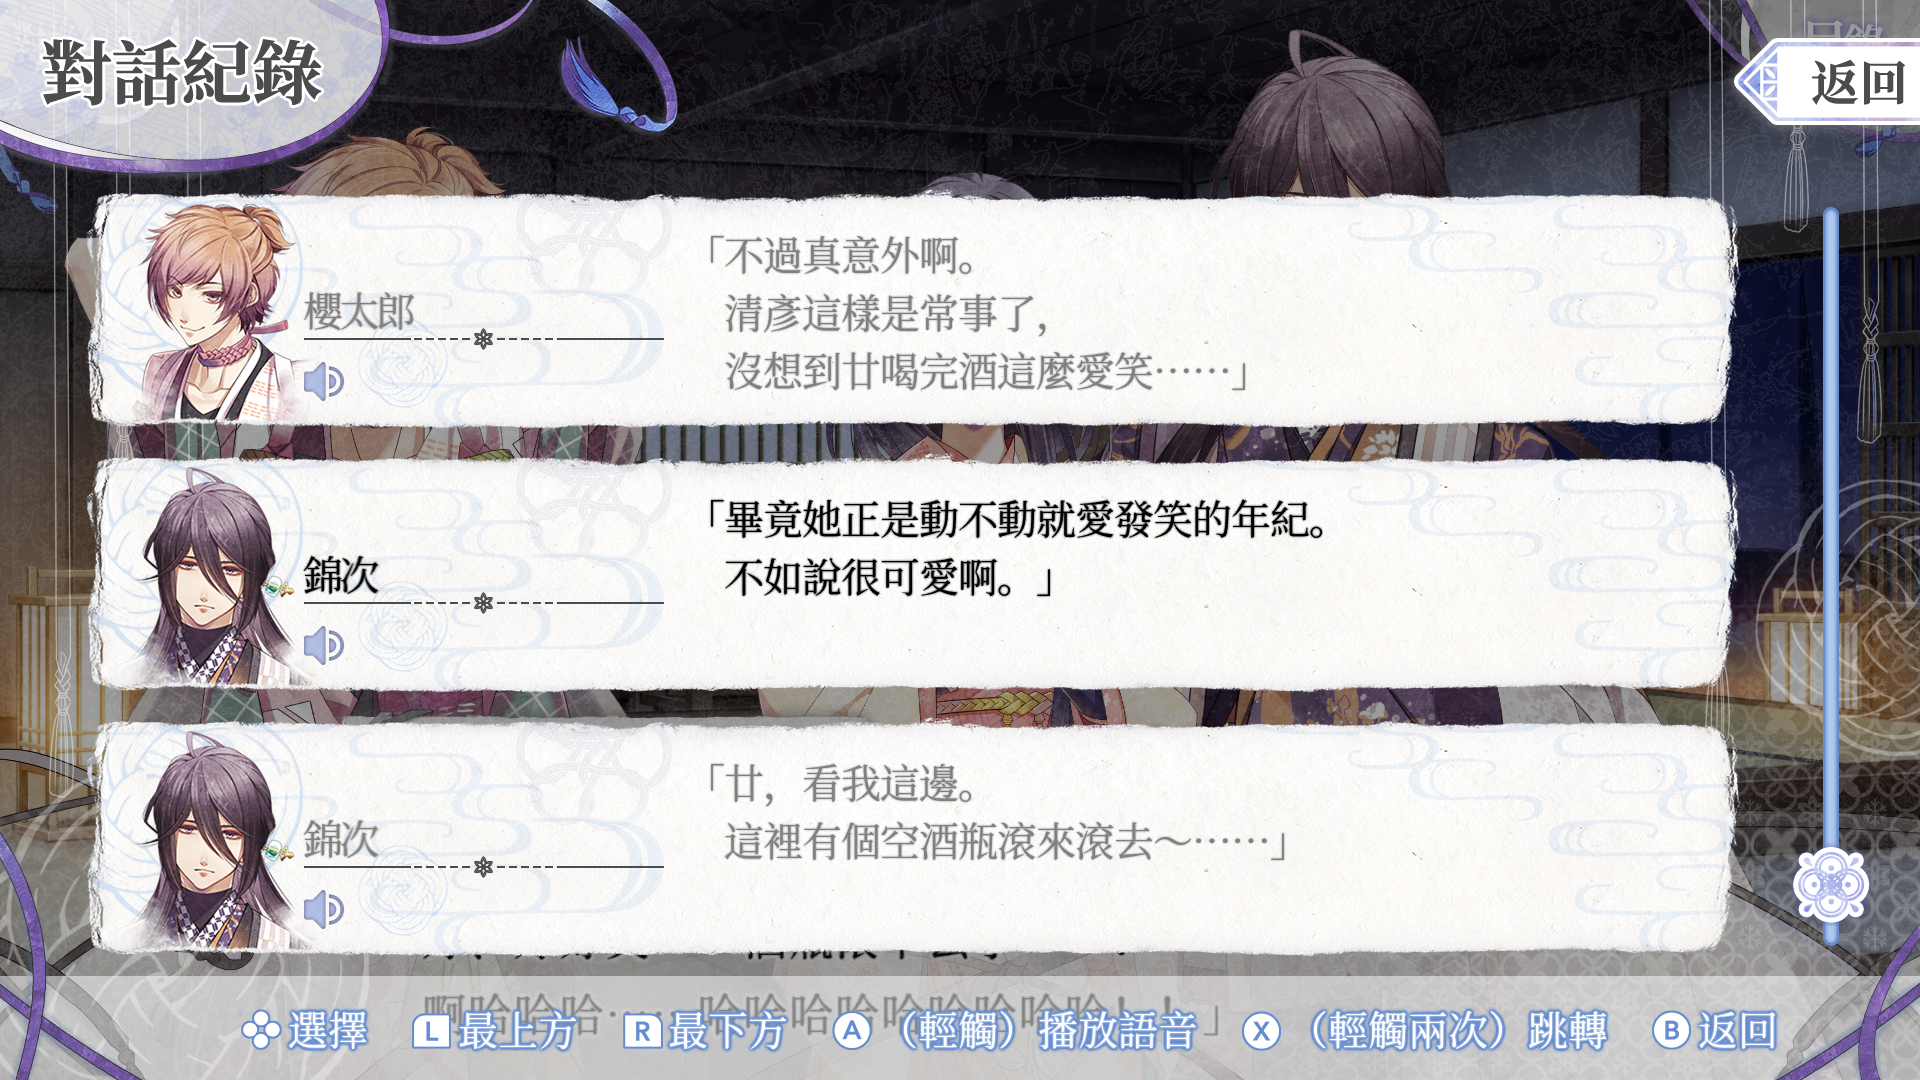 對話紀錄
返回
櫻太郎
「不過真意外啊。
清彥這樣是常事了,
沒想到廿喝完酒這麼愛笑……」
錦次
「畢竟她正是動不動就愛發笑的年紀。
不如說很可愛啊。」
錦次
「廿,看我這邊。
這裡有個空酒瓶滾來滾去～……」
選擇 L 最上方 R 最下方 A （輕觸）播放語音 X （輕觸兩次）跳轉 B 返回